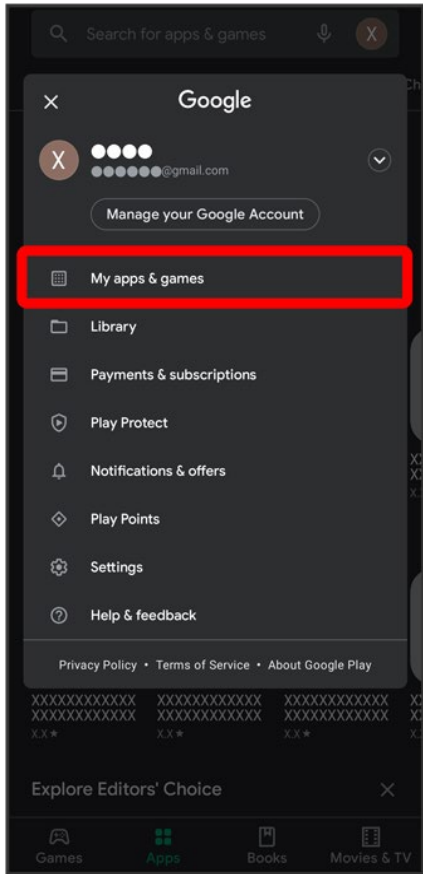 Search for apps & games
X
Ch
Google
X
@gmail.com
Manage your Google Account
My apps & games
Library
Payments & subscriptions
Play Protect
Notifications & offers
Play Points
Settings
Help & feedback
Privacy Policy • Terms of Service • About Google Play
XXXXXXXXXXXX XXXXXXXXXXXX XXXXXXXXXXXX
XXXXXXXXXXXX XXXXXXXXXXXX XXXXXXXXXXXX
X.X★ X.X★ X.X★
Explore Editors' Choice
Games Apps Books Movies & TV